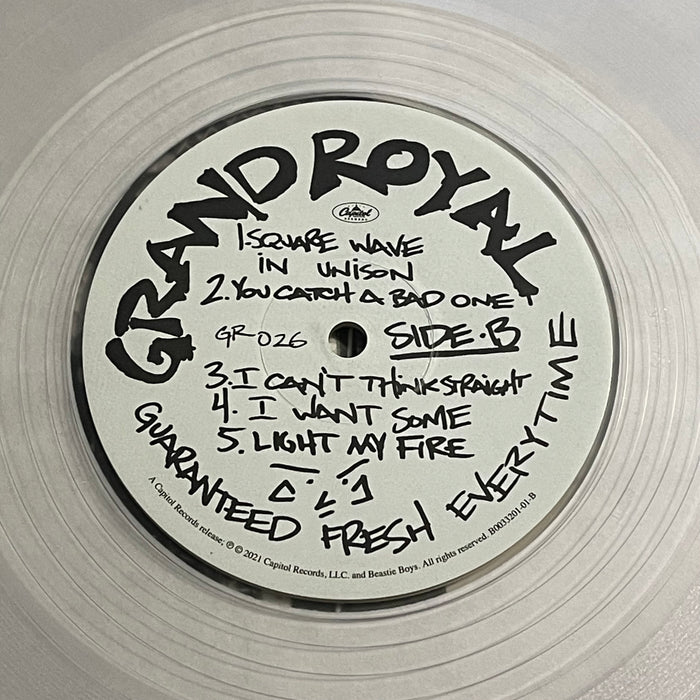 GRAND ROYAL
Capitol
RECORDS
1. SQUARE WAVE
IN UNISON
2. YOU CATCH A BAD ONE
GR-026
SIDE·B
3. I CAN'T THINK STRAIGHT
4. I WANT SOME
5. LIGHT MY FIRE
GUARANTEED FRESH EVERYTIME
A Capitol Records release; ℗ © 2021 Capitol Records, LLC. and Beastie Boys. All rights reserved. B0033201-01-B